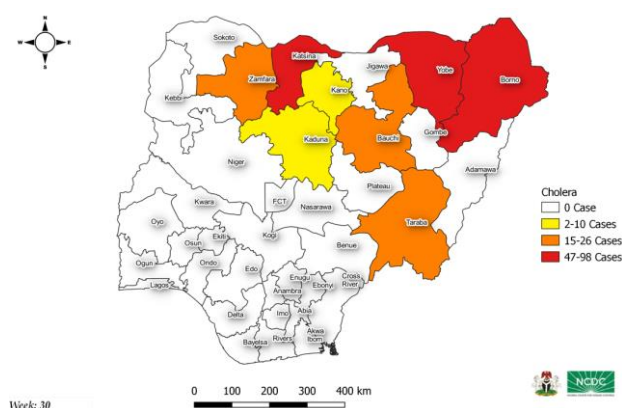 N
W
E
S
Sokoto
Katsina
Jigawa
Yobe
Borno
Zamfara
Kano
Kebbi
Kaduna
Bauchi
Gombe
Adamawa
Niger
Plateau
Kwara
FCT
Nasarawa
Taraba
Oyo
Ekiti
Kogi
Benue
Osun
Ogun
Ondo
Edo
Enugu
Cross
River
Lagos
Anambra
Ebonyi
Delta
Imo
Abia
Bayelsa
Rivers
Akwa
Ibom
Cholera
0 Case
2-10 Cases
15-26 Cases
47-98 Cases
Week: 30
0 100 200 300 400 km
NCDC